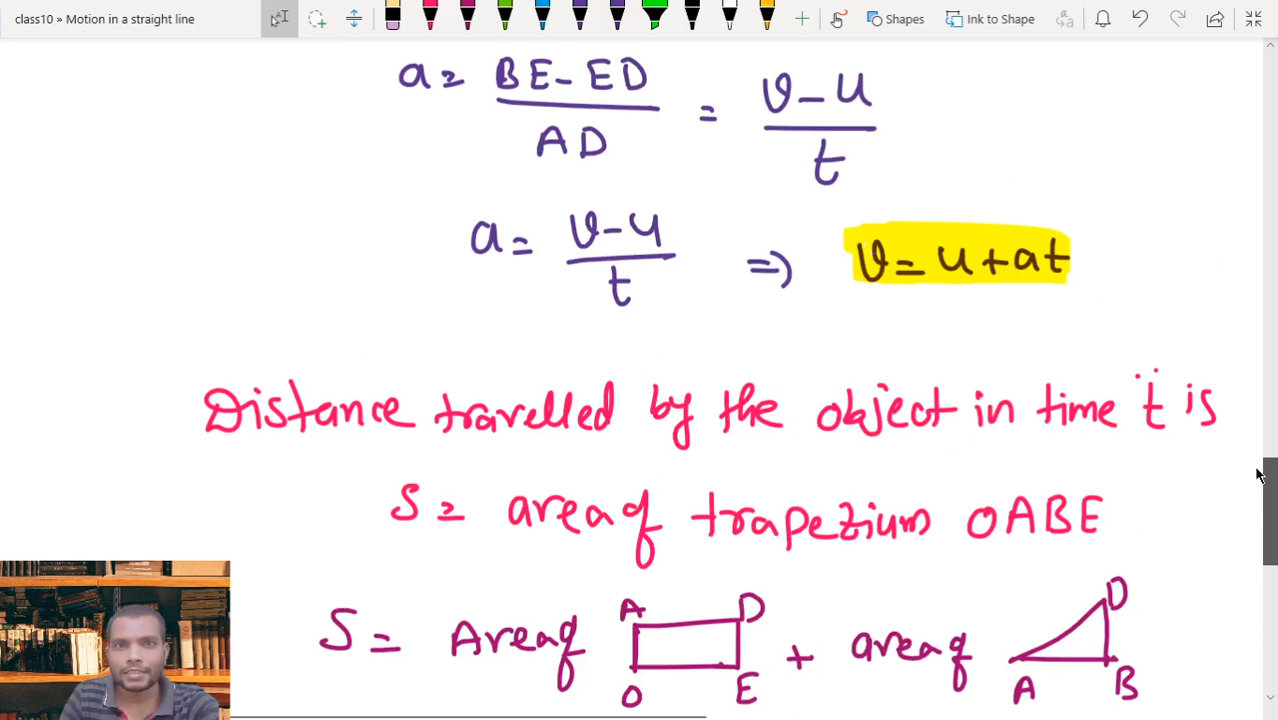 class10 » Motion in a straight line
Shapes
Ink to Shape
a = BE - ED / AD = v - u / t
a = v - u / t => v = u + at
Distance travelled by the object in time t is
S = area of trapezium OABE
S = Area of A D O E + area of A D B